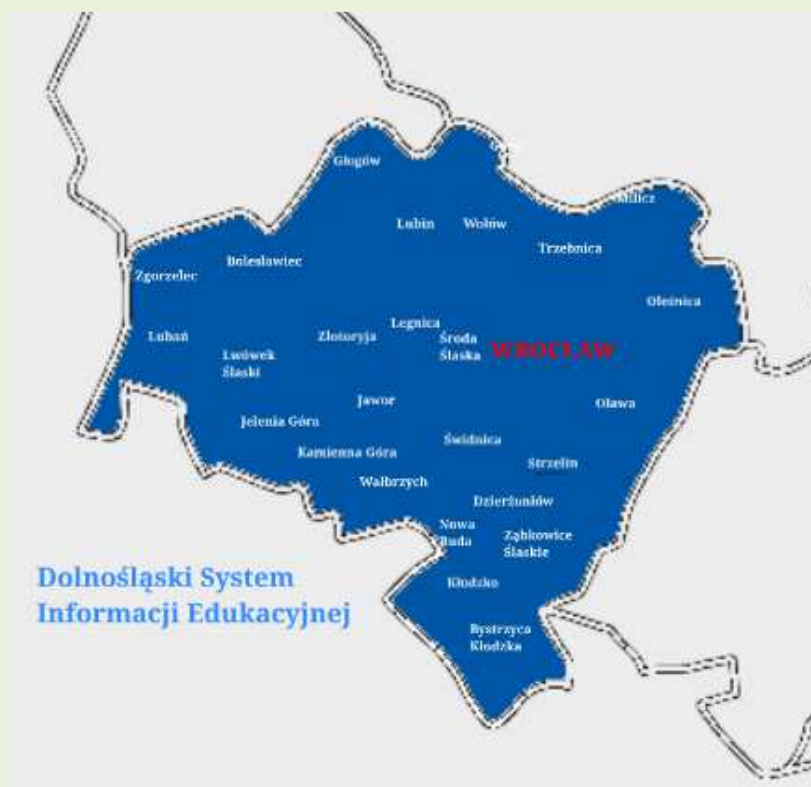 Głogów
Milicz
Lubin
Wołów
Trzebnica
Bolesławiec
Zgorzelec
Oleśnica
Legnica
Lubań
Złotoryja
Środa
Śląska
WROCŁAW
Lwówek
Śląski
Jawor
Oława
Jelenia Góra
Świdnica
Kamienna Góra
Strzelin
Wałbrzych
Dzierżoniów
Nowa
Ruda
Ząbkowice
Śląskie
Kłodzko
Dolnośląski System
Informacji Edukacyjnej
Bystrzyca
Kłodzka